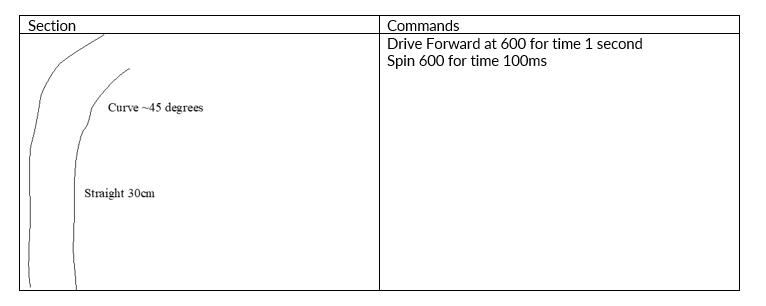 Section
Commands
Drive Forward at 600 for time 1 second
Spin 600 for time 100ms
Curve ~45 degrees
Straight 30cm